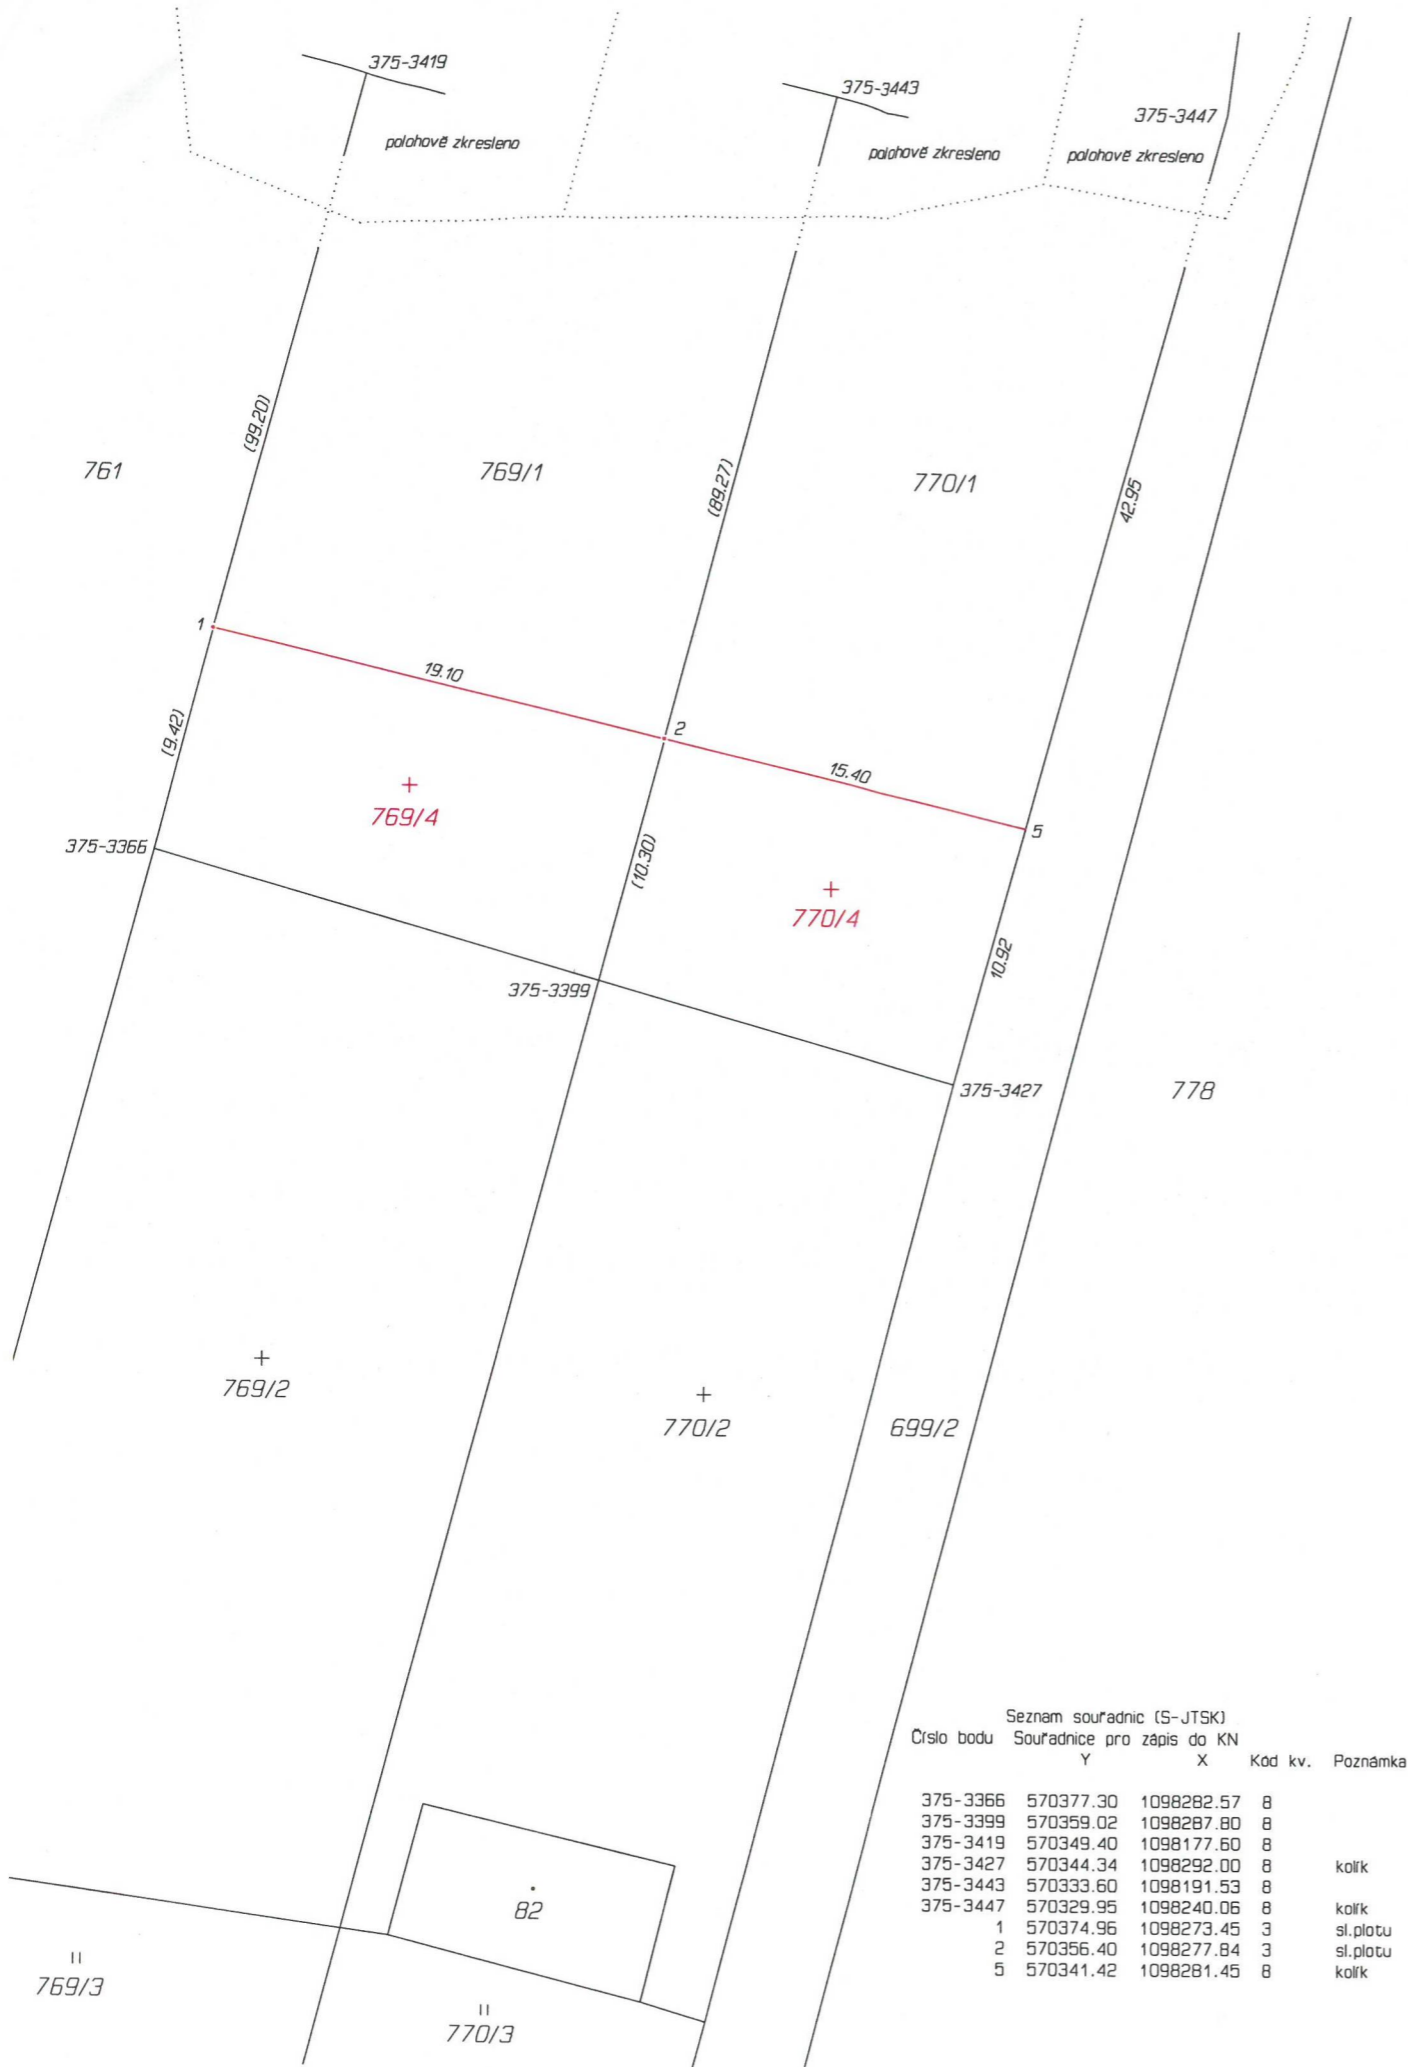 375-3419
375-3443
375-3447
polohově zkresleno
polohově zkresleno
polohově zkresleno
(99.20)
761
769/1
(89.27)
770/1
42.95
1
19.10
2
(9.42)
15.40
769/4
5
375-3366
(10.30)
770/4
10.92
375-3399
375-3427
778
769/2
770/2
699/2
82
769/3
770/3
Seznam souřadnic (S-JTSK)
Číslo bodu Souřadnice pro zápis do KN
Y X Kód kv. Poznámka
375-3366 570377.30 1098282.57 8
375-3399 570359.02 1098287.80 8
375-3419 570349.40 1098177.60 8
375-3427 570344.34 1098292.00 8 kolík
375-3443 570333.60 1098191.53 8
375-3447 570329.95 1098240.06 8 kolík
1 570374.96 1098273.45 3 sl.plotu
2 570356.40 1098277.84 3 sl.plotu
5 570341.42 1098281.45 8 kolík